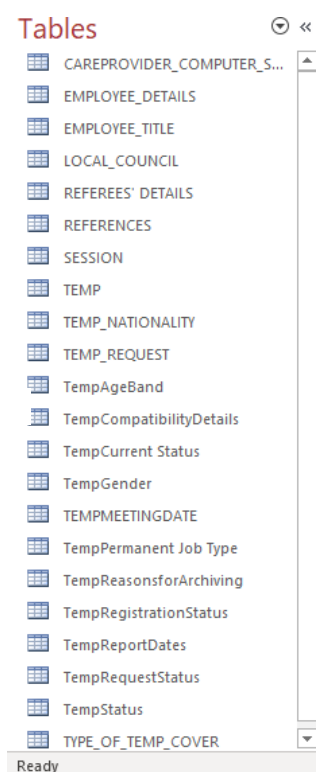 Tables
CAREPROVIDER_COMPUTER_S...
EMPLOYEE_DETAILS
EMPLOYEE_TITLE
LOCAL_COUNCIL
REFEREES' DETAILS
REFERENCES
SESSION
TEMP
TEMP_NATIONALITY
TEMP_REQUEST
TempAgeBand
TempCompatibilityDetails
TempCurrent Status
TempGender
TEMPMEETINGDATE
TempPermanent Job Type
TempReasonsforArchiving
TempRegistrationStatus
TempReportDates
TempRequestStatus
TempStatus
TYPE_OF_TEMP_COVER
Ready